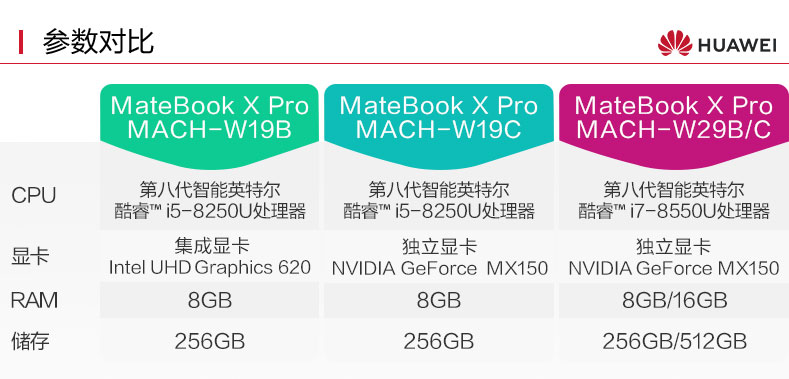 参数对比
HUAWEI
MateBook X Pro
MACH-W19B
MateBook X Pro
MACH-W19C
MateBook X Pro
MACH-W29B/C
CPU
第八代智能英特尔
酷睿™ i5-8250U处理器
第八代智能英特尔
酷睿™ i5-8250U处理器
第八代智能英特尔
酷睿™ i7-8550U处理器
显卡
集成显卡
Intel UHD Graphics 620
独立显卡
NVIDIA GeForce MX150
独立显卡
NVIDIA GeForce MX150
RAM
8GB
8GB
8GB/16GB
储存
256GB
256GB
256GB/512GB